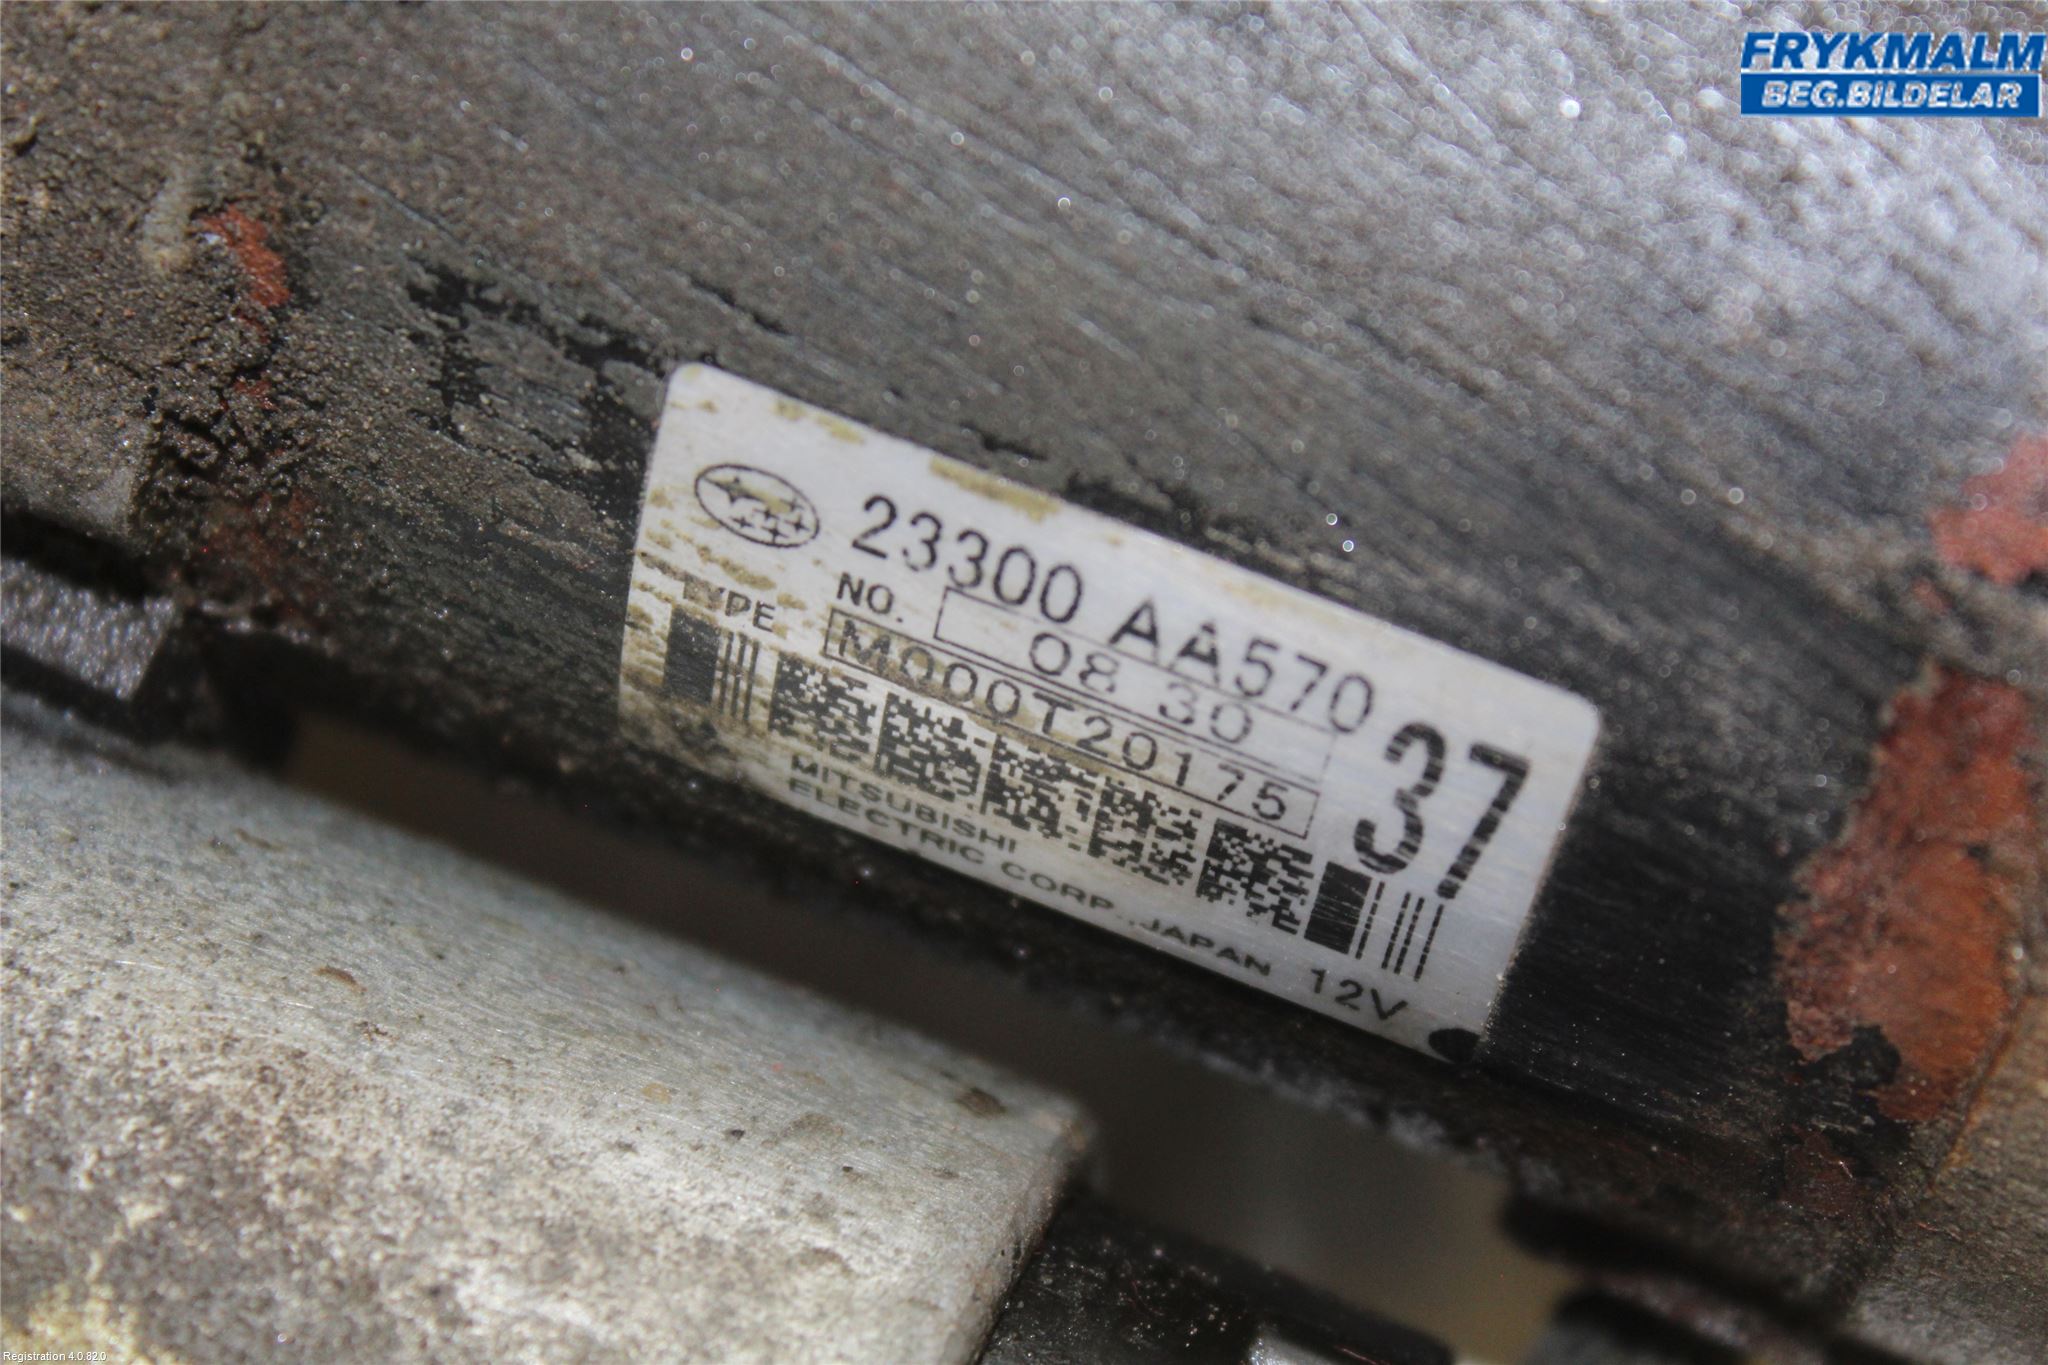 FRYKMALM
BEG.BILDELAR
23300 AA570
NO. 08 30
TYPE M000T20175
37
MITSUBISHI
ELECTRIC CORP., JAPAN 12V
Registration 4.0.82.0